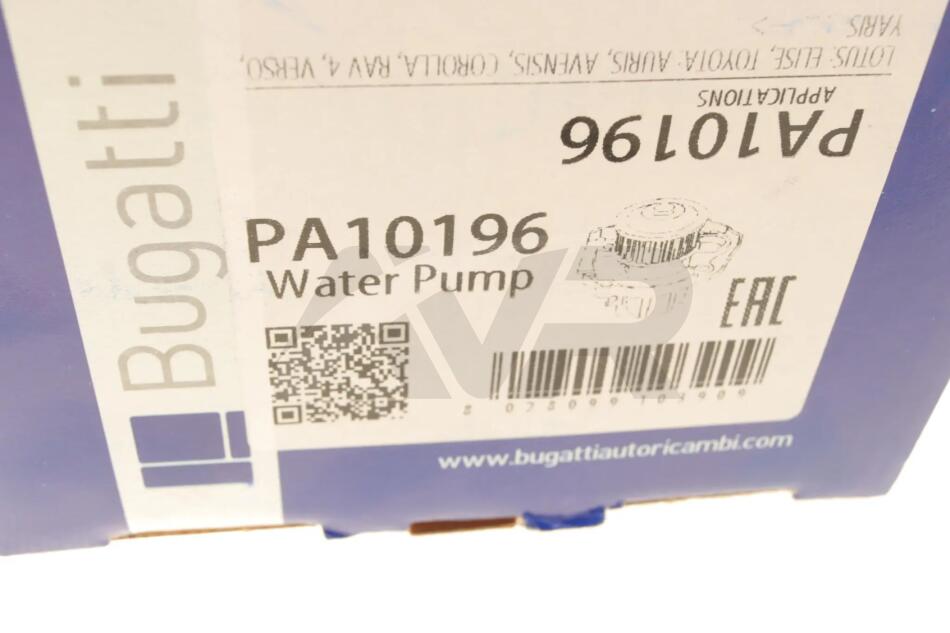 PA10196
APPLICATIONS
LOTUS: ELISE, TOYOTA: AURIS, AVENSIS, COROLLA, RAV 4, VERSO,
YARIS
Bugatti
PA10196
Water Pump
EAC
www.bugattiautoricambi.com